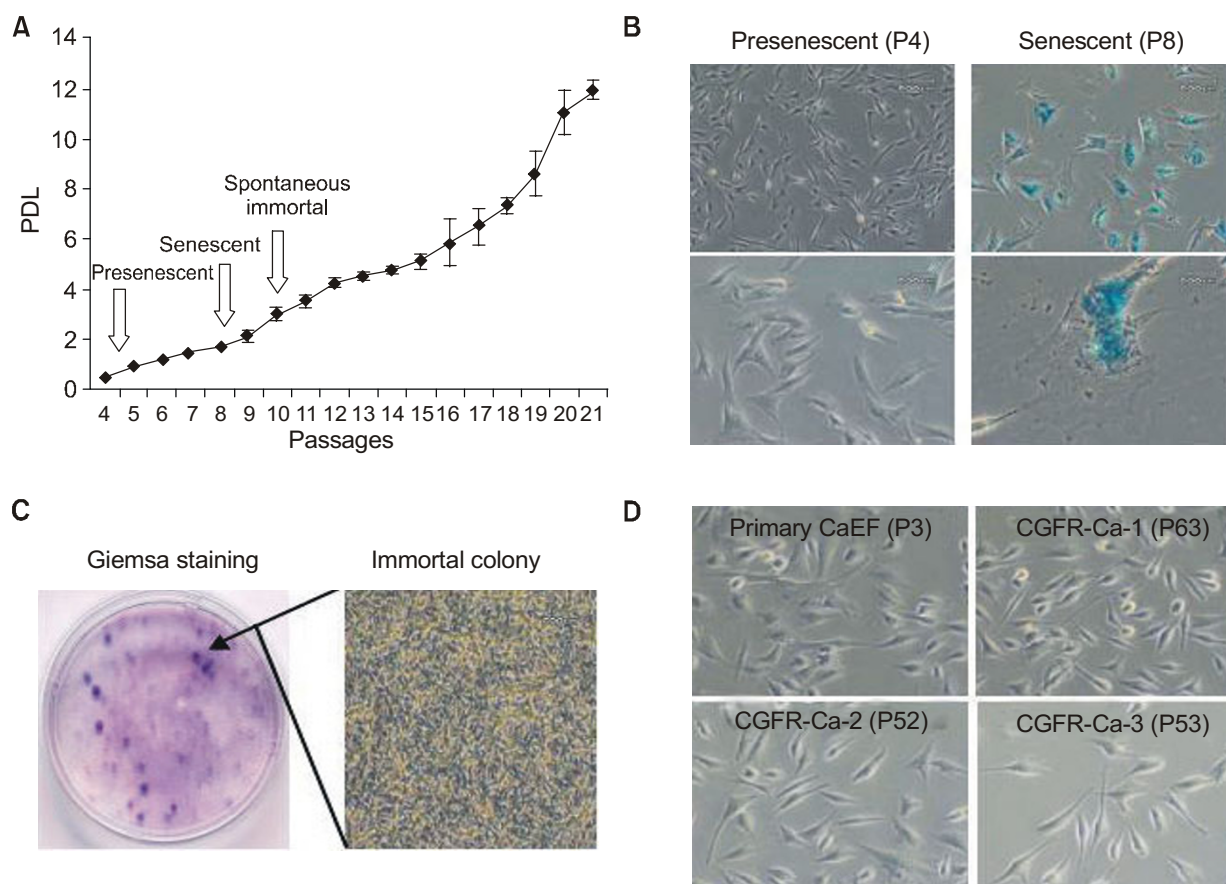 A
14
12
10
8
6
4
2
0
PDL
Presenescent
Senescent
Spontaneous
immortal
4 5 6 7 8 9 10 11 12 13 14 15 16 17 18 19 20 21
Passages
B
Presenescent (P4)
Senescent (P8)
C
Giemsa staining
Immortal colony
D
Primary CaEF (P3)
CGFR-Ca-1 (P63)
CGFR-Ca-2 (P52)
CGFR-Ca-3 (P53)